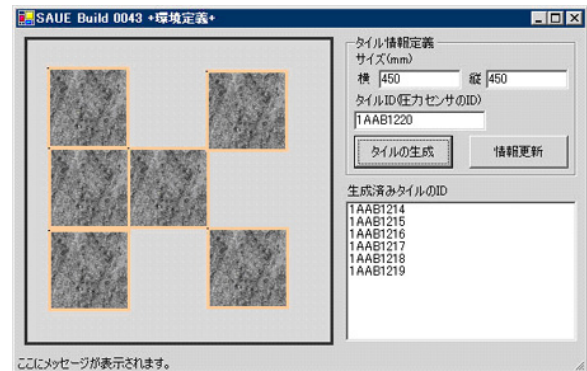 SAUE Build 0043 +環境定義+
タイル情報定義
サイズ(mm)
横 450 縦 450
タイルID(圧力センサのID)
1AAB1220
タイルの生成 情報更新
生成済みタイルのID
1AAB1214
1AAB1215
1AAB1216
1AAB1217
1AAB1218
1AAB1219
ここにメッセージが表示されます。